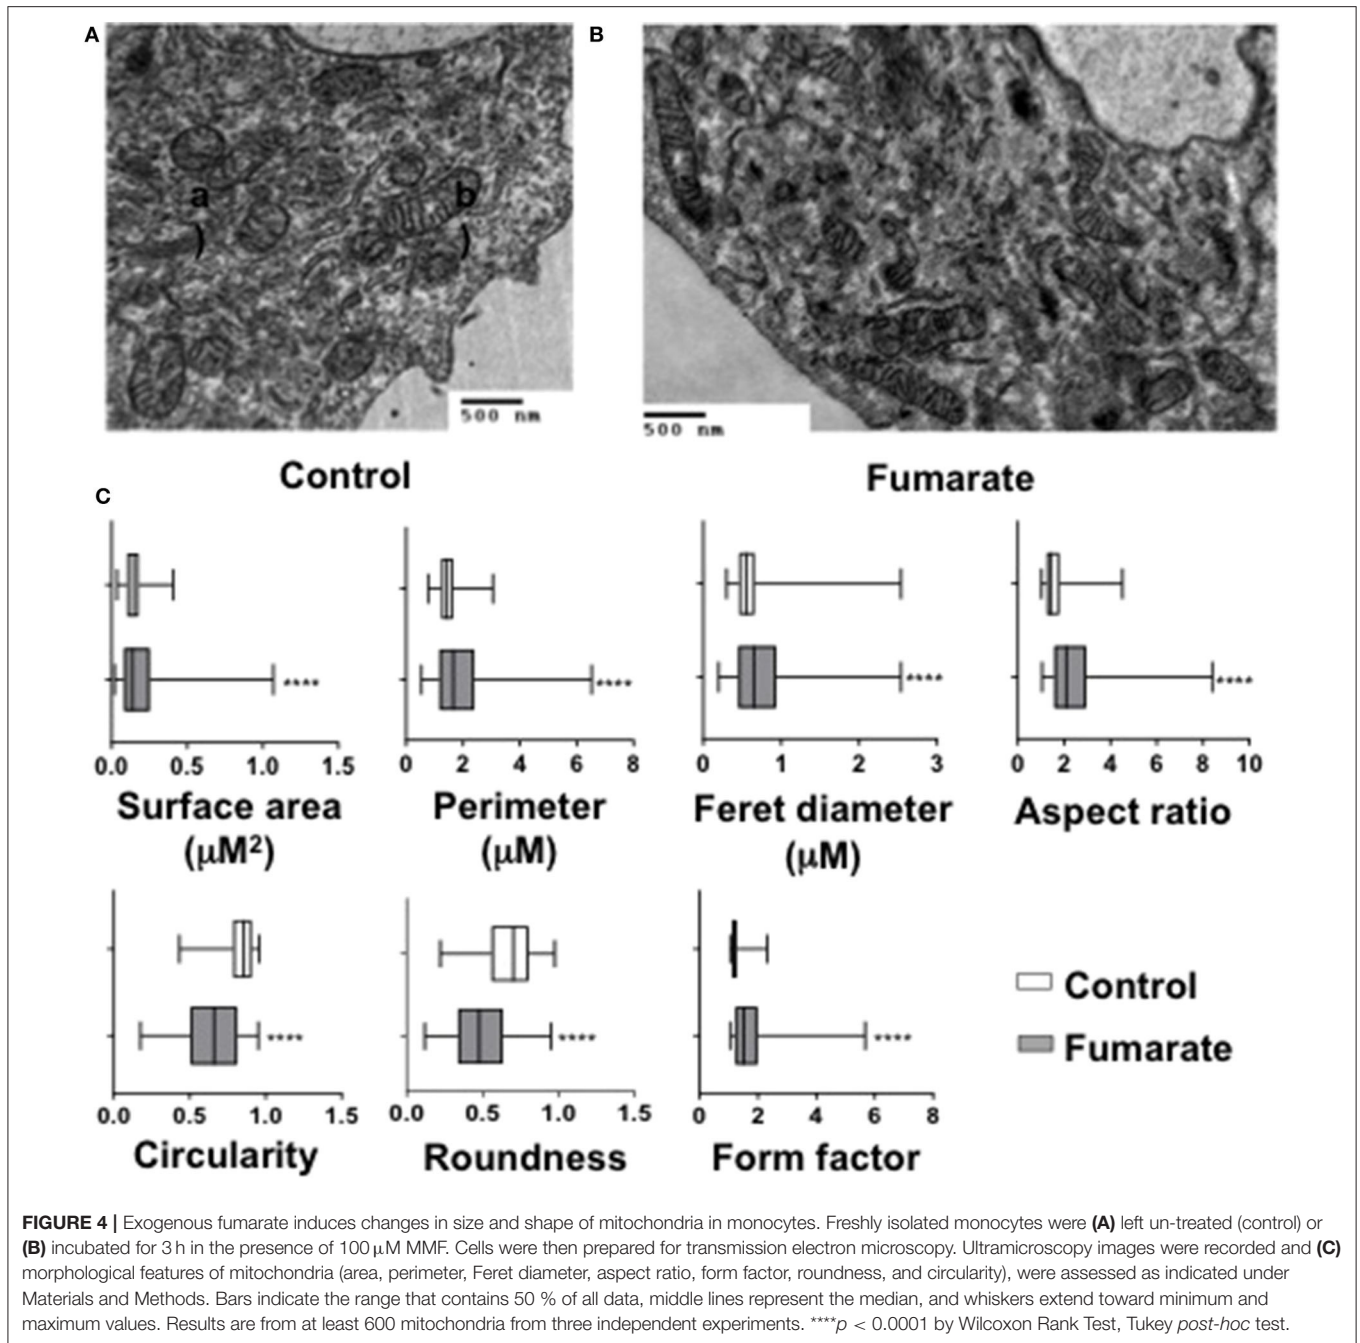 A
B
a
)
b
)
500 nm
500 nm
Control
Fumarate
C
****
****
****
****
0.0 0.5 1.0 1.5
0 2 4 6 8
0 1 2 3
0 2 4 6 8 10
Surface area
(μM²)
Perimeter
(μM)
Feret diameter
(μM)
Aspect ratio
****
****
****
0.0 0.5 1.0 1.5
0.0 0.5 1.0 1.5
0 2 4 6 8
Circularity
Roundness
Form factor
Control
Fumarate
FIGURE 4 | Exogenous fumarate induces changes in size and shape of mitochondria in monocytes. Freshly isolated monocytes were (A) left un-treated (control) or
(B) incubated for 3 h in the presence of 100 μM MMF. Cells were then prepared for transmission electron microscopy. Ultramicroscopy images were recorded and (C)
morphological features of mitochondria (area, perimeter, Feret diameter, aspect ratio, form factor, roundness, and circularity), were assessed as indicated under
Materials and Methods. Bars indicate the range that contains 50 % of all data, middle lines represent the median, and whiskers extend toward minimum and
maximum values. Results are from at least 600 mitochondria from three independent experiments. ****p < 0.0001 by Wilcoxon Rank Test, Tukey post-hoc test.